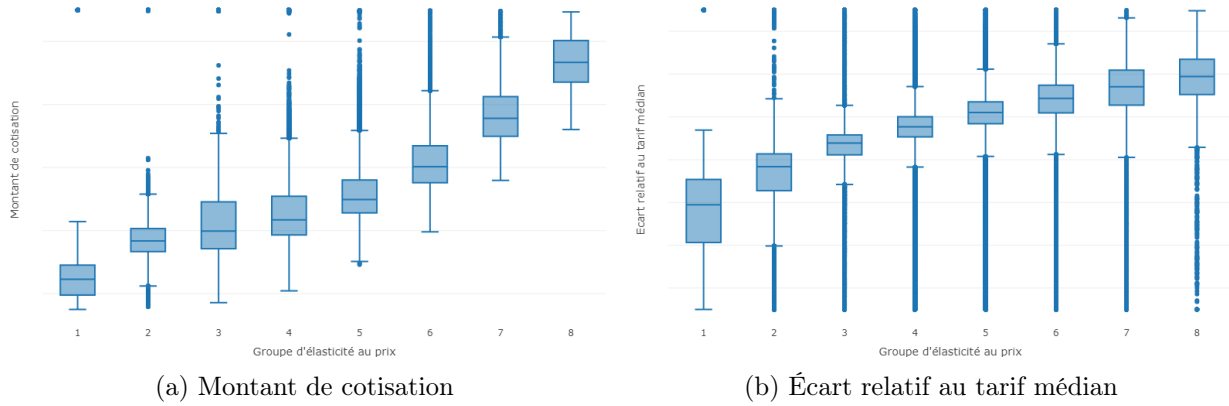 Montant de cotisation
1 2 3 4 5 6 7 8
Groupe d'élasticité au prix
(a) Montant de cotisation
Ecart relatif au tarif médian
1 2 3 4 5 6 7 8
Groupe d'élasticité au prix
(b) Écart relatif au tarif médian